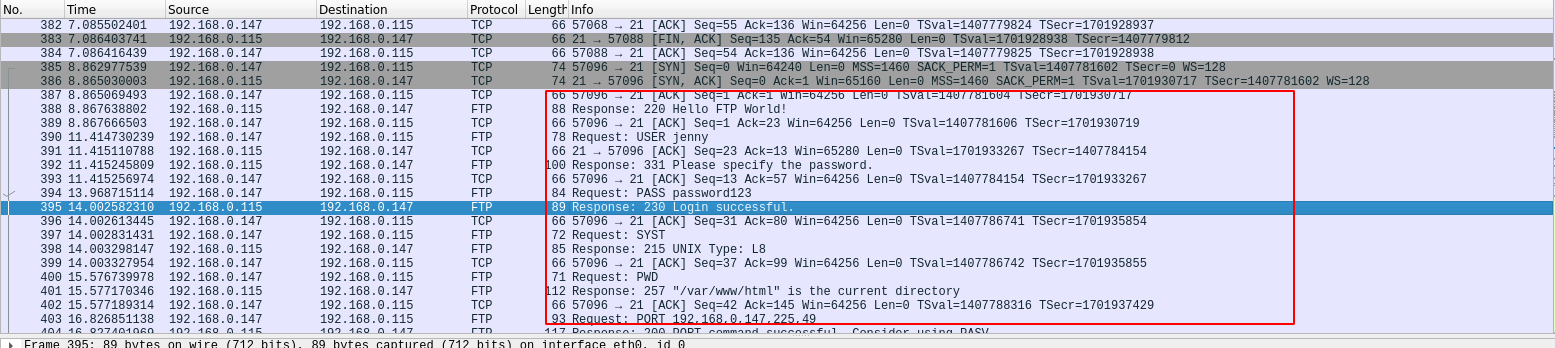 No. Time Source Destination Protocol Length Info
382 7.085502401 192.168.0.147 192.168.0.115 TCP 66 57068 → 21 [ACK] Seq=55 Ack=136 Win=64256 Len=0 TSval=1407779824 TSecr=1701928937
383 7.086403741 192.168.0.115 192.168.0.147 TCP 66 21 → 57088 [FIN, ACK] Seq=135 Ack=54 Win=65280 Len=0 TSval=1701928938 TSecr=1407779812
384 7.086416439 192.168.0.147 192.168.0.115 TCP 66 57088 → 21 [ACK] Seq=54 Ack=136 Win=64256 Len=0 TSval=1407779825 TSecr=1701928938
385 8.862977539 192.168.0.147 192.168.0.115 TCP 74 57096 → 21 [SYN] Seq=0 Win=64240 Len=0 MSS=1460 SACK_PERM=1 TSval=1407781602 TSecr=0 WS=128
386 8.865030003 192.168.0.115 192.168.0.147 TCP 74 21 → 57096 [SYN, ACK] Seq=0 Ack=1 Win=65160 Len=0 MSS=1460 SACK_PERM=1 TSval=1701930717 TSecr=1407781602 WS=128
387 8.865069493 192.168.0.147 192.168.0.115 TCP 66 57096 → 21 [ACK] Seq=1 Ack=1 Win=64256 Len=0 TSval=1407781604 TSecr=1701930717
388 8.867638802 192.168.0.115 192.168.0.147 FTP 88 Response: 220 Hello FTP World!
389 8.867666503 192.168.0.147 192.168.0.115 TCP 66 57096 → 21 [ACK] Seq=1 Ack=23 Win=64256 Len=0 TSval=1407781606 TSecr=1701930719
390 11.414730239 192.168.0.147 192.168.0.115 FTP 78 Request: USER jenny
391 11.415110788 192.168.0.115 192.168.0.147 TCP 66 21 → 57096 [ACK] Seq=23 Ack=13 Win=65280 Len=0 TSval=1701933267 TSecr=1407784154
392 11.415245809 192.168.0.115 192.168.0.147 FTP 100 Response: 331 Please specify the password.
393 11.415256974 192.168.0.147 192.168.0.115 TCP 66 57096 → 21 [ACK] Seq=13 Ack=57 Win=64256 Len=0 TSval=1407784154 TSecr=1701933267
394 13.968715114 192.168.0.147 192.168.0.115 FTP 84 Request: PASS password123
395 14.002582310 192.168.0.115 192.168.0.147 FTP 89 Response: 230 Login successful.
396 14.002613445 192.168.0.147 192.168.0.115 TCP 66 57096 → 21 [ACK] Seq=31 Ack=80 Win=64256 Len=0 TSval=1407786741 TSecr=1701935854
397 14.002831431 192.168.0.147 192.168.0.115 FTP 72 Request: SYST
398 14.003298147 192.168.0.115 192.168.0.147 FTP 85 Response: 215 UNIX Type: L8
399 14.003327954 192.168.0.147 192.168.0.115 TCP 66 57096 → 21 [ACK] Seq=37 Ack=99 Win=64256 Len=0 TSval=1407786742 TSecr=1701935855
400 15.576739978 192.168.0.147 192.168.0.115 FTP 71 Request: PWD
401 15.577170346 192.168.0.115 192.168.0.147 FTP 112 Response: 257 "/var/www/html" is the current directory
402 15.577189314 192.168.0.147 192.168.0.115 TCP 66 57096 → 21 [ACK] Seq=42 Ack=145 Win=64256 Len=0 TSval=1407788316 TSecr=1701937429
403 16.826851138 192.168.0.147 192.168.0.115 FTP 93 Request: PORT 192,168,0,147,225,49
404 16.827401969 192.168.0.115 192.168.0.147 FTP 117 Response: 200 PORT command successful. Consider using PASV.
Frame 395: 89 bytes on wire (712 bits), 89 bytes captured (712 bits) on interface eth0, id 0